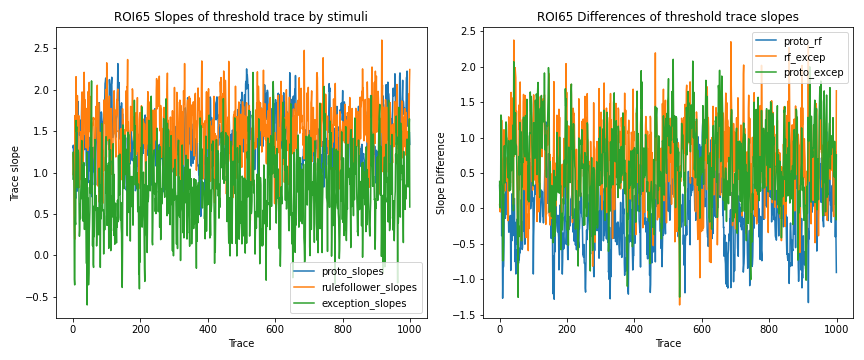 ROI65 Slopes of threshold trace by stimuli
Trace slope
2.5
2.0
1.5
1.0
0.5
0.0
−0.5
0
200
400
600
800
1000
Trace
proto_slopes
rulefollower_slopes
exception_slopes
ROI65 Differences of threshold trace slopes
Slope Difference
2.5
2.0
1.5
1.0
0.5
0.0
−0.5
−1.0
−1.5
0
200
400
600
800
1000
Trace
proto_rf
rf_excep
proto_excep